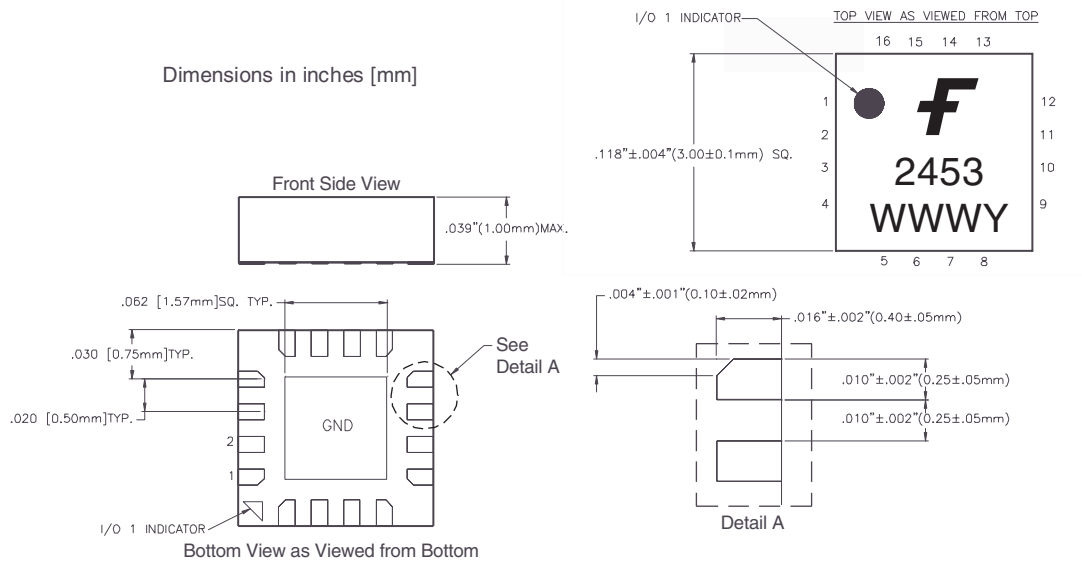 I/O 1 INDICATOR
TOP VIEW AS VIEWED FROM TOP
16 15 14 13
Dimensions in inches [mm]
1
12
2
11
.118"±.004"(3.00±0.1mm) SQ.
3
2453
10
4
WWWY
9
5 6 7 8
Front Side View
.039"(1.00mm)MAX.
.062 [1.57mm]SQ. TYP.
.030 [0.75mm]TYP.
.020 [0.50mm]TYP.
See
Detail A
GND
2
1
I/O 1 INDICATOR
Bottom View as Viewed from Bottom
.004"±.001"(0.10±.02mm)
.016"±.002"(0.40±.05mm)
.010"±.002"(0.25±.05mm)
.010"±.002"(0.25±.05mm)
Detail A